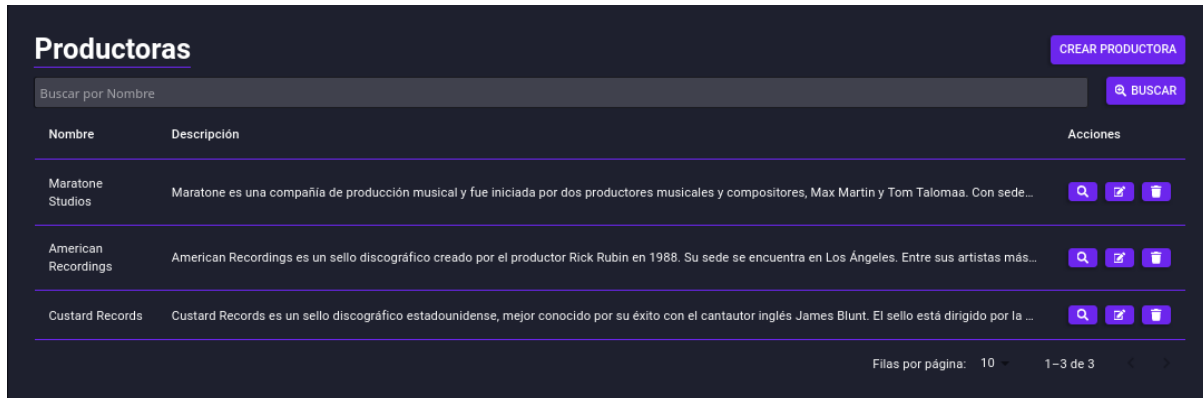 Productoras
CREAR PRODUCTORA
Buscar por Nombre
BUSCAR
Nombre Descripción Acciones
Maratone
Studios
Maratone es una compañía de producción musical y fue iniciada por dos productores musicales y compositores, Max Martin y Tom Talomaa. Con sede...
American
Recordings
American Recordings es un sello discográfico creado por el productor Rick Rubin en 1988. Su sede se encuentra en Los Ángeles. Entre sus artistas más...
Custard Records Custard Records es un sello discográfico estadounidense, mejor conocido por su éxito con el cantautor inglés James Blunt. El sello está dirigido por la ...
Filas por página: 10 1–3 de 3